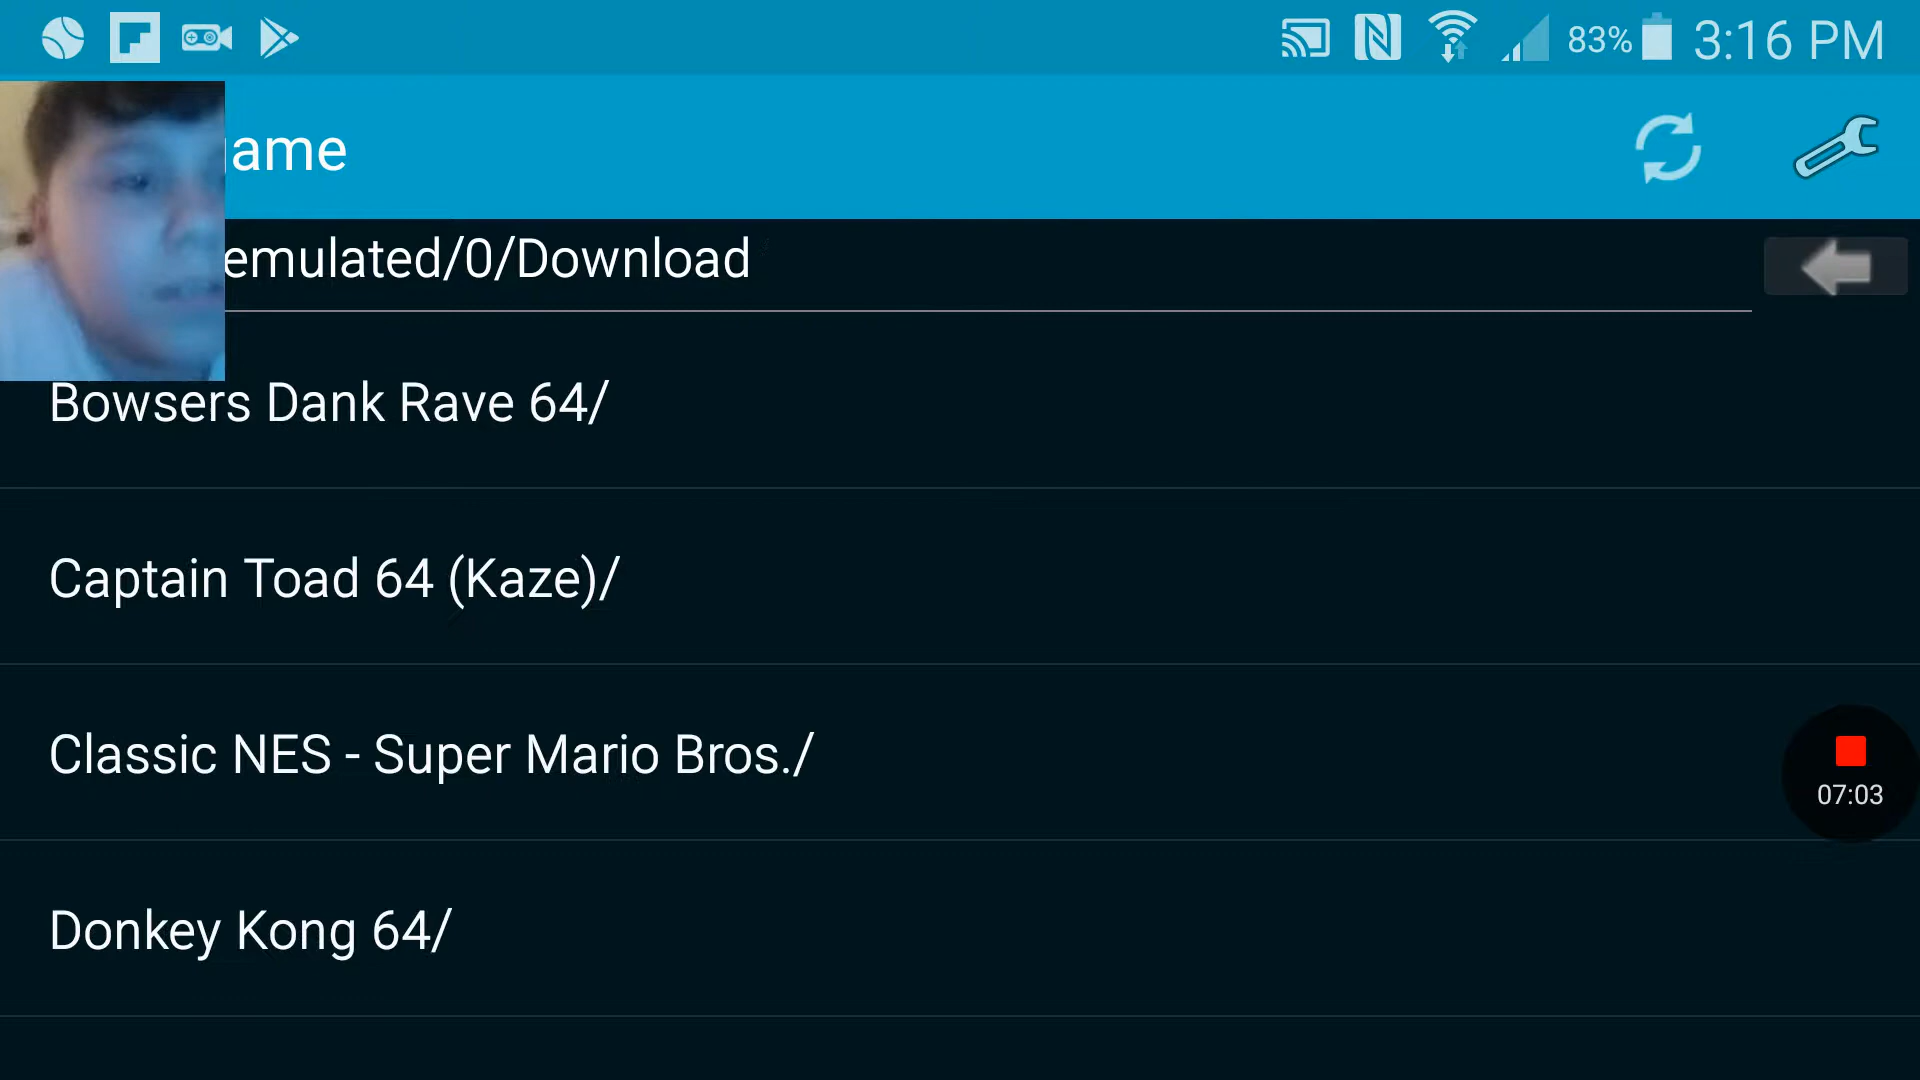 83% 3:16 PM
game
emulated/0/Download
Bowsers Dank Rave 64/
Captain Toad 64 (Kaze)/
Classic NES - Super Mario Bros./
07:03
Donkey Kong 64/